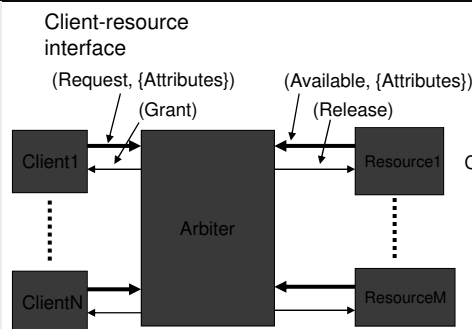 Client-resource
interface
(Request, {Attributes})
(Available, {Attributes})
(Grant)
(Release)
Client1
Resource1
C
Arbiter
ClientN
ResourceM